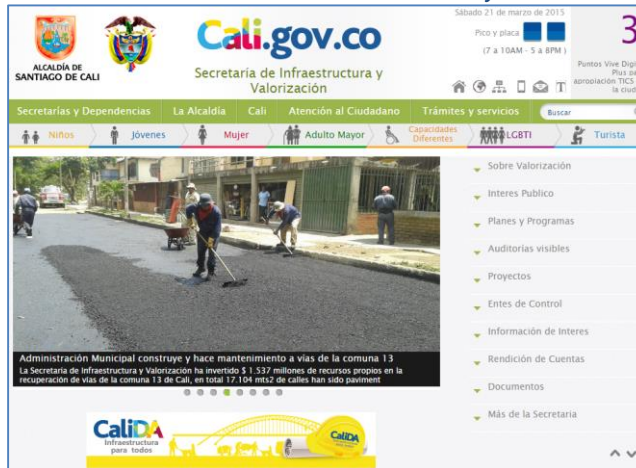 ALCALDÍA DE
SANTIAGO DE CALI
Cali.gov.co
Secretaría de Infraestructura y
Valorización
Sábado 21 de marzo de 2015
Pico y placa
(7 a 10AM - 5 a 8PM )
3
Puntos Vive Digi
Plus pa
apropiación TICS
la ciud
Secretarías y Dependencias
La Alcaldía
Cali
Atención al Ciudadano
Trámites y servicios
Buscar
Niños
Jóvenes
Mujer
Adulto Mayor
Capacidades
Diferentes
LGBTI
Turista
Administración Municipal construye y hace mantenimiento a vías de la comuna 13
La Secretaría de Infraestructura y Valorización ha invertido $ 1.537 millones de recursos propios en la
recuperación de vías de la comuna 13 de Cali, en total 17.104 mts2 de calles han sido paviment
Sobre Valorización
Interes Publico
Planes y Programas
Auditorias visibles
Proyectos
Entes de Control
Información de Interes
Rendición de Cuentas
Documentos
Más de la Secretaria
CaliDA
Infraestructura
para todos
CaliDA